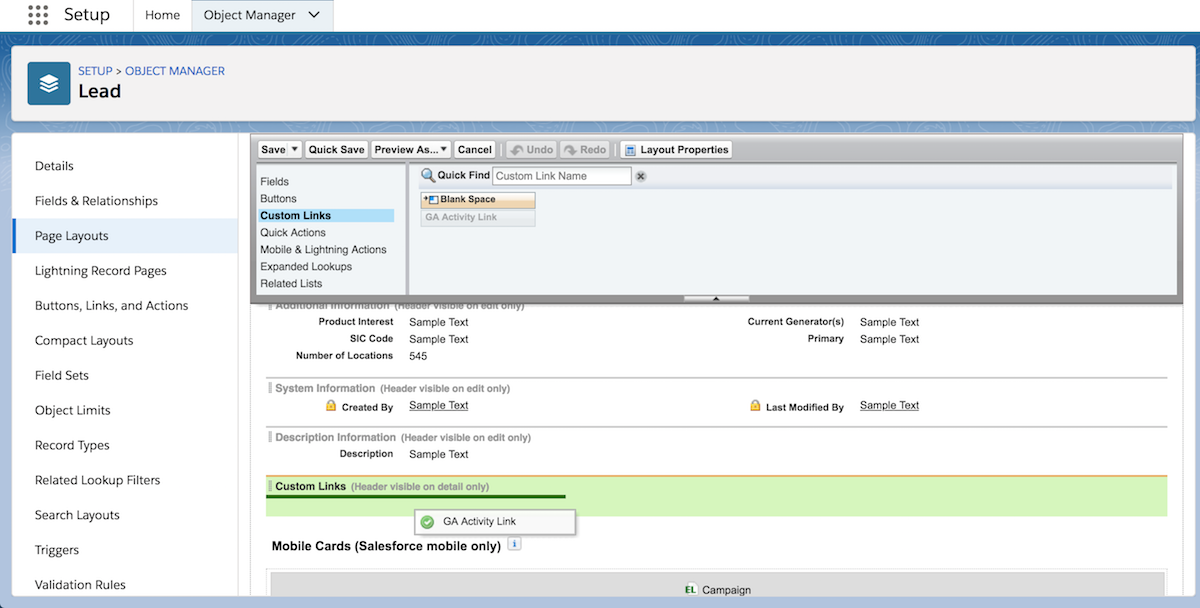 Setup Home Object Manager
SETUP > OBJECT MANAGER
Lead
Details
Fields & Relationships
Page Layouts
Lightning Record Pages
Buttons, Links, and Actions
Compact Layouts
Field Sets
Object Limits
Record Types
Related Lookup Filters
Search Layouts
Triggers
Validation Rules
Save Quick Save Preview As... Cancel Undo Redo Layout Properties
Fields
Buttons
Custom Links
Quick Actions
Mobile & Lightning Actions
Expanded Lookups
Related Lists
Quick Find Custom Link Name
Blank Space
GA Activity Link
Additional Information (Header visible on edit only)
Product Interest Sample Text Current Generator(s) Sample Text
SIC Code Sample Text Primary Sample Text
Number of Locations 545
System Information (Header visible on edit only)
Created By Sample Text Last Modified By Sample Text
Description Information (Header visible on edit only)
Description Sample Text
Custom Links (Header visible on detail only)
GA Activity Link
Mobile Cards (Salesforce mobile only) i
EL Campaign